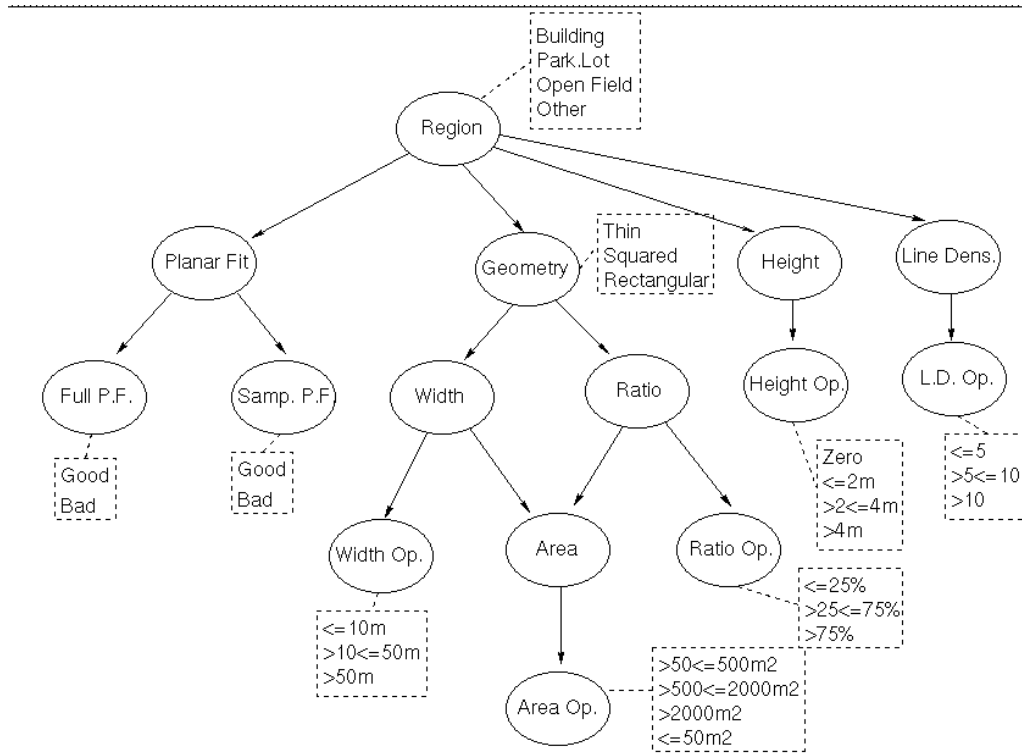 Building
Park.Lot
Open Field
Other
Region
Planar Fit
Geometry
Thin
Squared
Rectangular
Height
Line Dens.
Full P.F.
Samp. P.F
Width
Ratio
Height Op.
L.D. Op.
Good
Bad
Good
Bad
Zero
<=2m
>2<=4m
>4m
<=5
>5<=10
>10
Width Op.
Area
Ratio Op.
<=10m
>10<=50m
>50m
<=25%
>25<=75%
>75%
Area Op.
>50<=500m2
>500<=2000m2
>2000m2
<=50m2